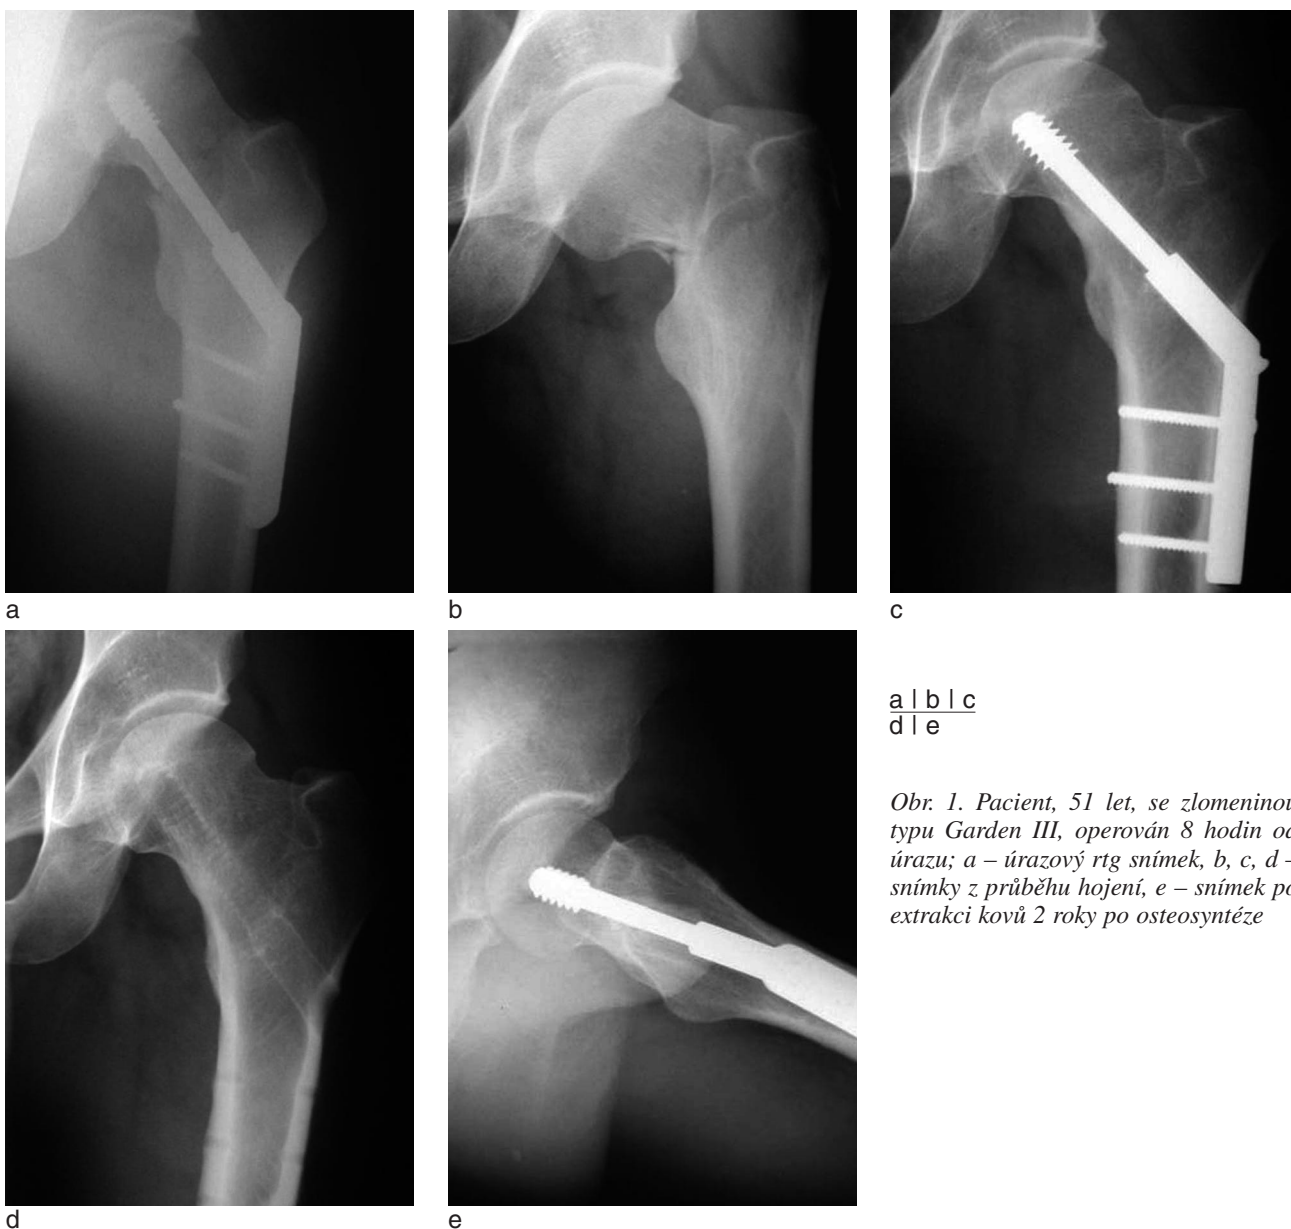 a
b
c
d
e
a | b | c
d | e
Obr. 1. Pacient, 51 let, se zlomeninou
typu Garden III, operován 8 hodin od
úrazu; a – úrazový rtg snímek, b, c, d –
snímky z průběhu hojení, e – snímek po
extrakci kovů 2 roky po osteosyntéze